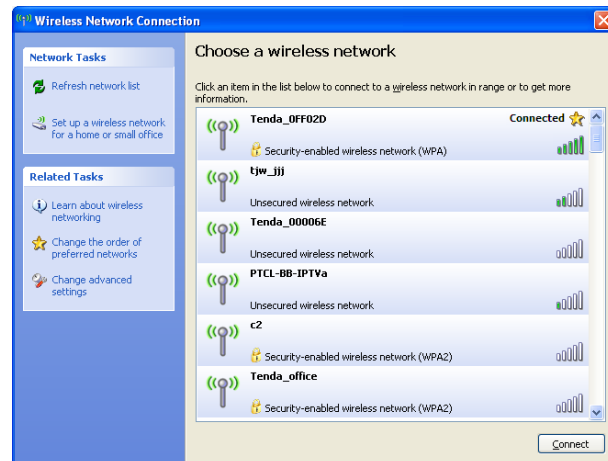 Wireless Network Connection
Network Tasks
Refresh network list
Set up a wireless network
for a home or small office
Related Tasks
Learn about wireless
networking
Change the order of
preferred networks
Change advanced
settings
Choose a wireless network
Click an item in the list below to connect to a wireless network in range or to get more
information.
Tenda_0FF02D Connected
Security-enabled wireless network (WPA)
tjw_jjj
Unsecured wireless network
Tenda_00006E
Unsecured wireless network
PTCL-BB-IPTVa
Unsecured wireless network
c2
Security-enabled wireless network (WPA2)
Tenda_office
Security-enabled wireless network (WPA2)
Connect